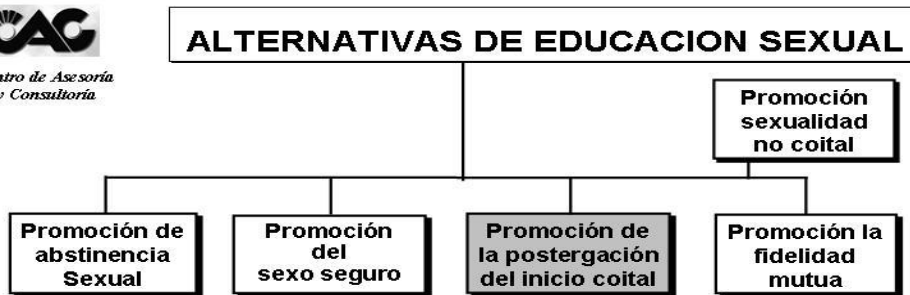 CAC
ntro de Asesoría
y Consultoría
ALTERNATIVAS DE EDUCACION SEXUAL
Promoción
sexualidad
no coital
Promoción de
abstinencia
Sexual
Promoción
del
sexo seguro
Promoción de
la postergación
del inicio coital
Promoción la
fidelidad
mutua